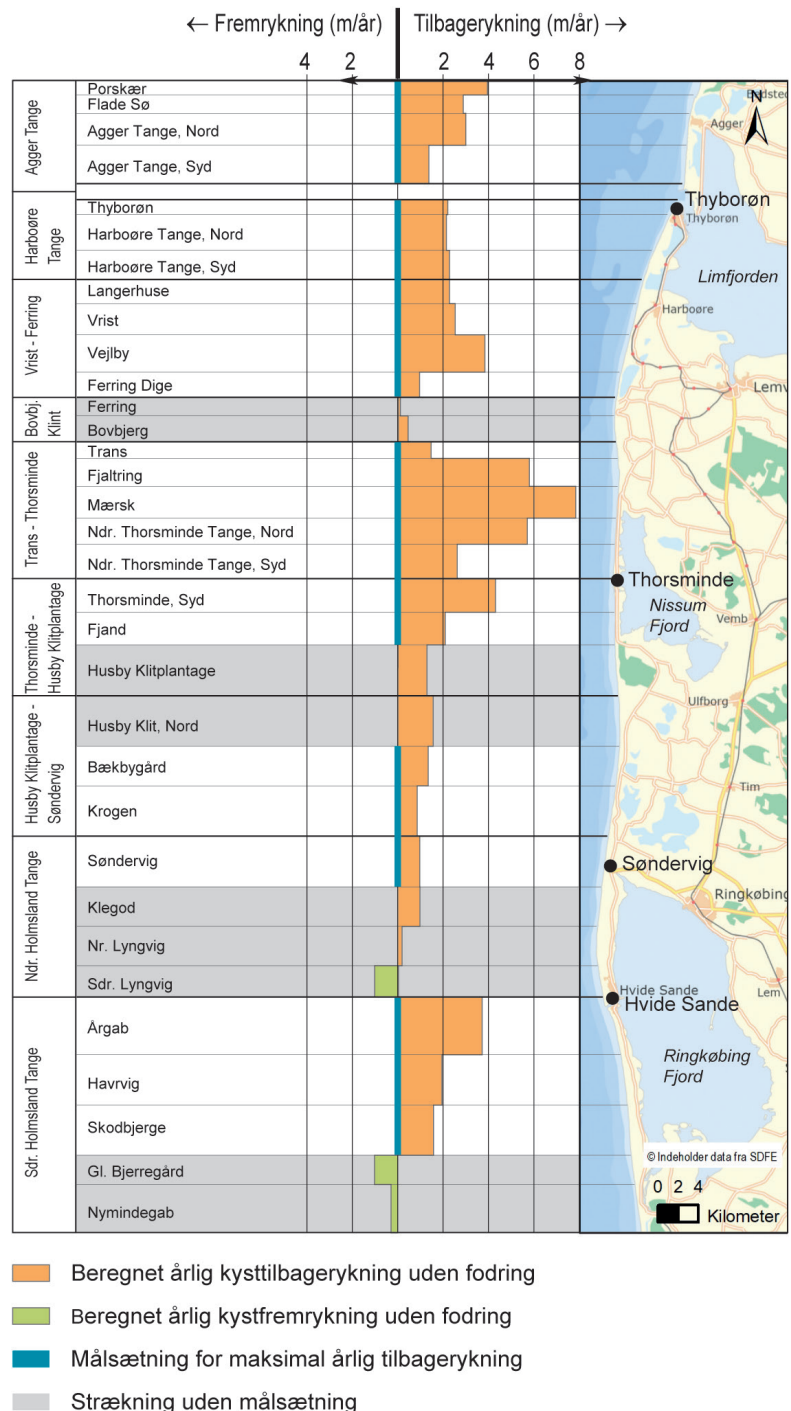 ← Fremrykning (m/år)
Tilbagerykning (m/år) →
4 2 2 4 6 8
Agger Tange
Porskær
Flade Sø
Agger Tange, Nord
Agger Tange, Syd
Harboøre
Tange
Thyborøn
Harboøre Tange, Nord
Harboøre Tange, Syd
Vrist - Ferring
Langerhuse
Vrist
Vejlby
Ferring Dige
Bovbj.
Klint
Ferring
Bovbjerg
Trans - Thorsminde
Trans
Fjaltring
Mærsk
Ndr. Thorsminde Tange, Nord
Ndr. Thorsminde Tange, Syd
Thorsminde -
Husby Klitplantage
Thorsminde, Syd
Fjand
Husby Klitplantage
Husby Klitplantage -
Søndervig
Husby Klit, Nord
Bækbygård
Krogen
Ndr. Holmsland Tange
Søndervig
Klegod
Nr. Lyngvig
Sdr. Lyngvig
Sdr. Holmsland Tange
Årgab
Havrvig
Skodbjerge
Gl. Bjerregård
Nymindegab
N
Agger
Thyborøn
Thyborøn
Limfjorden
Harboøre
Lemv
Thorsminde
Nissum
Fjord
Vemb
Ulfborg
Tim
Søndervig
Ringkøbing
Hvide Sande
Hvide Sande
Lem
Ringkøbing
Fjord
© Indeholder data fra SDFE
0 2 4
Kilometer
Beregnet årlig kysttilbagerykning uden fodring
Beregnet årlig kystfremrykning uden fodring
Målsætning for maksimal årlig tilbagerykning
Strækning uden målsætning